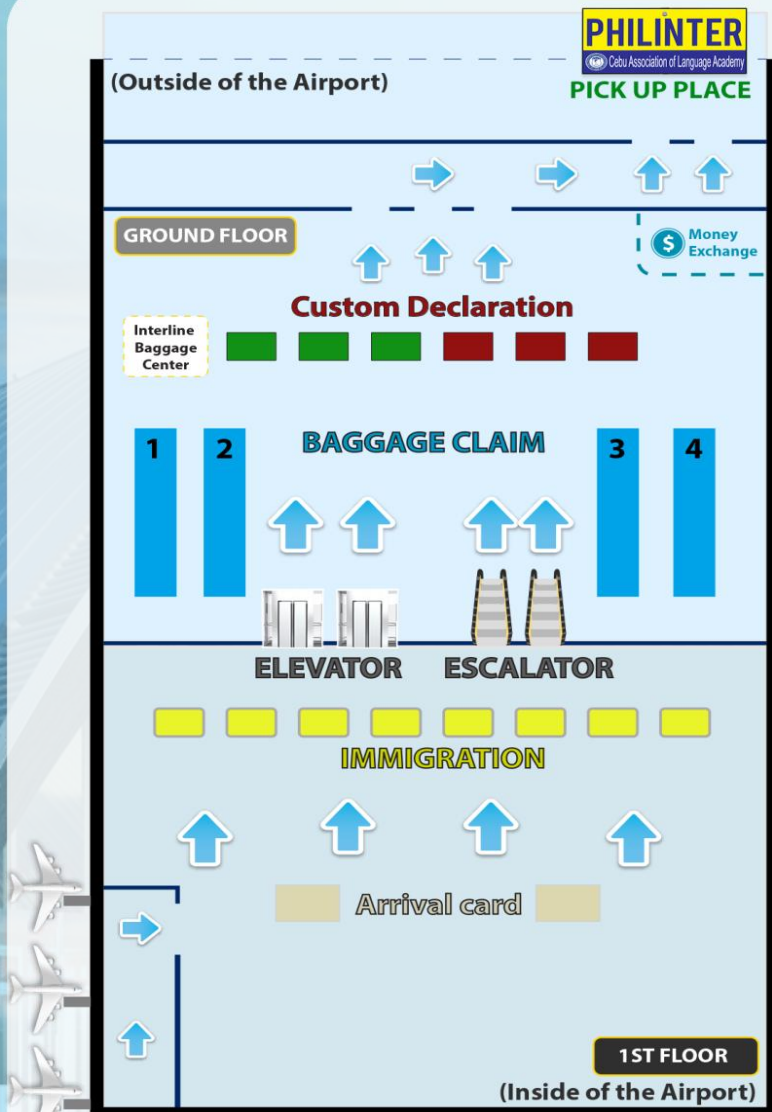 PHILINTER
Cebu Association of Language Academy
(Outside of the Airport)
PICK UP PLACE
GROUND FLOOR
$
Money
Exchange
Custom Declaration
Interline
Baggage
Center
1
2
BAGGAGE CLAIM
3
4
ELEVATOR
ESCALATOR
IMMIGRATION
Arrival card
1ST FLOOR
(Inside of the Airport)